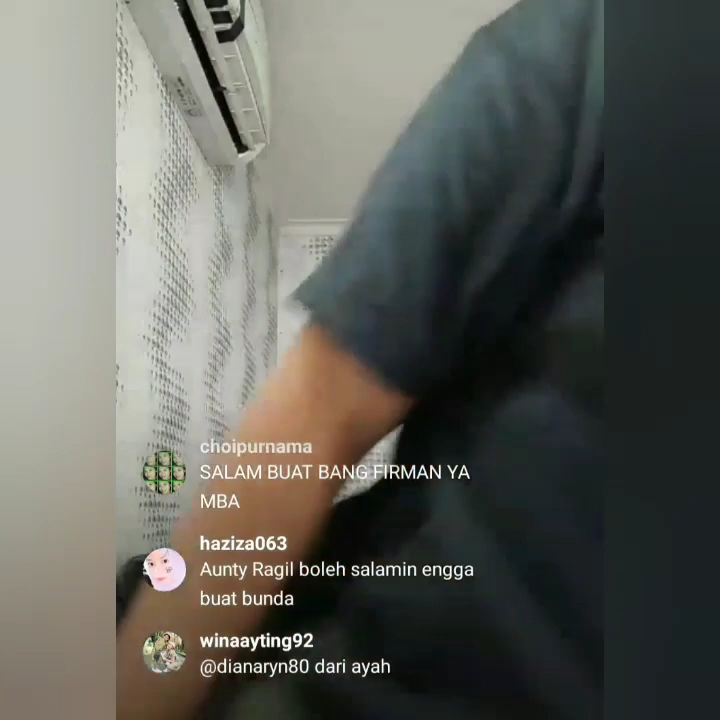 choipurnama
SALAM BUAT BANG FIRMAN YA
MBA
haziza063
Aunty Ragil boleh salamin engga
buat bunda
winaayting92
@dianaryn80 dari ayah